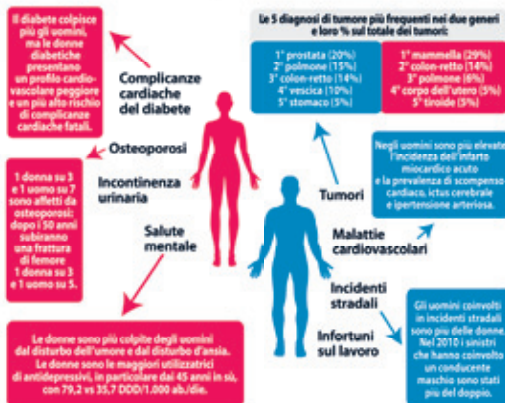 Il diabete colpisce
più gli uomini,
ma le donne
diabetiche
presentano
un profilo cardio-
vascolare peggiore
e un più alto rischio
di complicanze
cardiache fatali.
Complicanze
cardiache
del diabete
Le 5 diagnosi di tumore più frequenti nei due generi
e loro % sul totale dei tumori:
1° prostata (20%)
2° polmone (15%)
3° colon-retto (14%)
4° vescica (10%)
5° stomaco (5%)
1° mammella (29%)
2° colon-retto (14%)
3° polmone (6%)
4° corpo dell'utero (5%)
5° tiroide (5%)
Osteoporosi
1 donna su 3
e 1 uomo su 7
sono affetti da
osteoporosi:
dopo i 50 anni
subiranno
una frattura
di femore
1 donna su 3
e 1 uomo su 5.
Incontinenza
urinaria
Salute
mentale
Le donne sono più colpite degli uomini
dal disturbo dell'umore e dal disturbo d'ansia.
Le donne sono le maggiori utilizzatrici
di antidepressivi, in particolare dai 45 anni in sù,
con 79,2 vs 35,7 DDD/1.000 ab./die.
Tumori
Negli uomini sono più elevate
l'incidenza dell'infarto
miocardico acuto
e la prevalenza di scompenso
cardiaco, ictus cerebrale
e ipertensione arteriosa.
Malattie
cardiovascolari
Incidenti
stradali
Infortuni
sul lavoro
Gli uomini coinvolti
in incidenti stradali
sono più delle donne.
Nel 2010 i sinistri
che hanno coinvolto
un conducente
maschio sono stati
più del doppio.